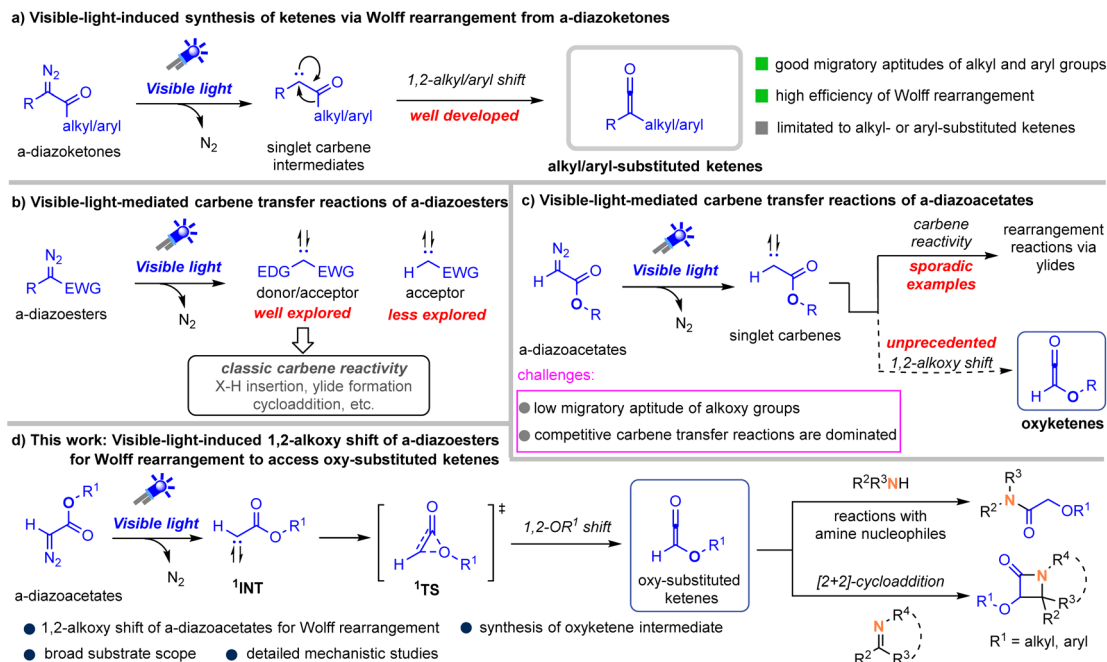 a) Visible-light-induced synthesis of ketenes via Wolff rearrangement from a-diazoketones
N2
R
O
alkyl/aryl
a-diazoketones
Visible light
N2
R
O
alkyl/aryl
singlet carbene
intermediates
1,2-alkyl/aryl shift
well developed
O
R
alkyl/aryl
alkyl/aryl-substituted ketenes
good migratory aptitudes of alkyl and aryl groups
high efficiency of Wolff rearrangement
limitated to alkyl- or aryl-substituted ketenes
b) Visible-light-mediated carbene transfer reactions of a-diazoesters
N2
R
EWG
a-diazoesters
Visible light
N2
EDG
EWG
donor/acceptor
well explored
H
EWG
acceptor
less explored
classic carbene reactivity
X-H insertion, ylide formation
cycloaddition, etc.
c) Visible-light-mediated carbene transfer reactions of a-diazoacetates
N2
H
O
O
R
a-diazoacetates
Visible light
N2
H
O
O
R
singlet carbenes
carbene
reactivity
sporadic
examples
rearrangement
reactions via
ylides
unprecedented
1,2-alkoxy shift
O
H
O
R
oxyketenes
challenges:
low migratory aptitude of alkoxy groups
competitive carbene transfer reactions are dominated
d) This work: Visible-light-induced 1,2-alkoxy shift of a-diazoesters
for Wolff rearrangement to access oxy-substituted ketenes
R1
O
H
O
N2
a-diazoacetates
Visible light
N2
H
O
O
R1
1INT
O
H
O
R1
‡
1TS
1,2-OR1 shift
O
H
O
R1
oxy-substituted
ketenes
R2R3NH
reactions with
amine nucleophiles
R3
R2
N
O
OR1
[2+2]-cycloaddition
R4
N
R2
R3
O
N
R4
R1
O
R3
R2
R1 = alkyl, aryl
1,2-alkoxy shift of a-diazoacetates for Wolff rearrangement
synthesis of oxyketene intermediate
broad substrate scope
detailed mechanistic studies